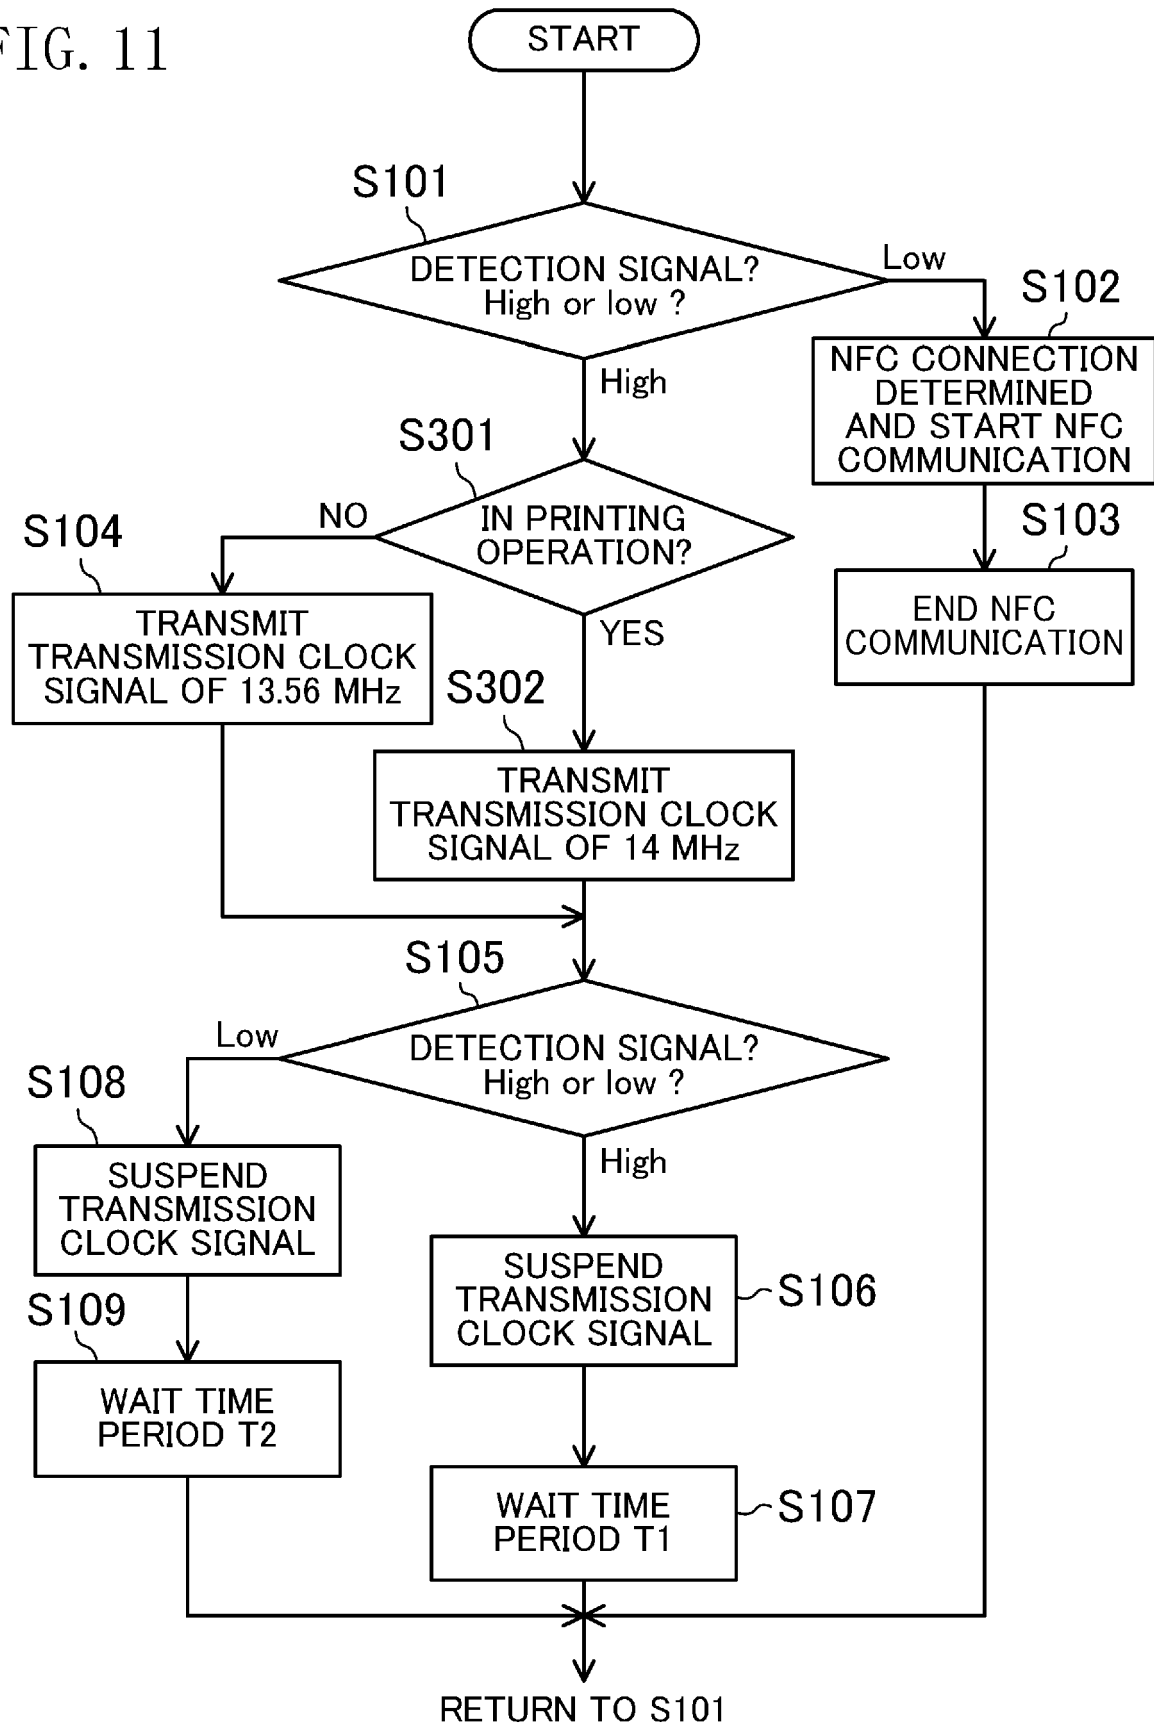 FIG. 11
START
S101
DETECTION SIGNAL?
High or low ?
Low
High
S102
NFC CONNECTION
DETERMINED
AND START NFC
COMMUNICATION
S301
IN PRINTING
OPERATION?
NO
YES
S103
END NFC
COMMUNICATION
S104
TRANSMIT
TRANSMISSION CLOCK
SIGNAL OF 13.56 MHz
S302
TRANSMIT
TRANSMISSION CLOCK
SIGNAL OF 14 MHz
S105
DETECTION SIGNAL?
High or low ?
Low
High
S108
SUSPEND
TRANSMISSION
CLOCK SIGNAL
S106
SUSPEND
TRANSMISSION
CLOCK SIGNAL
S109
WAIT TIME
PERIOD T2
S107
WAIT TIME
PERIOD T1
RETURN TO S101